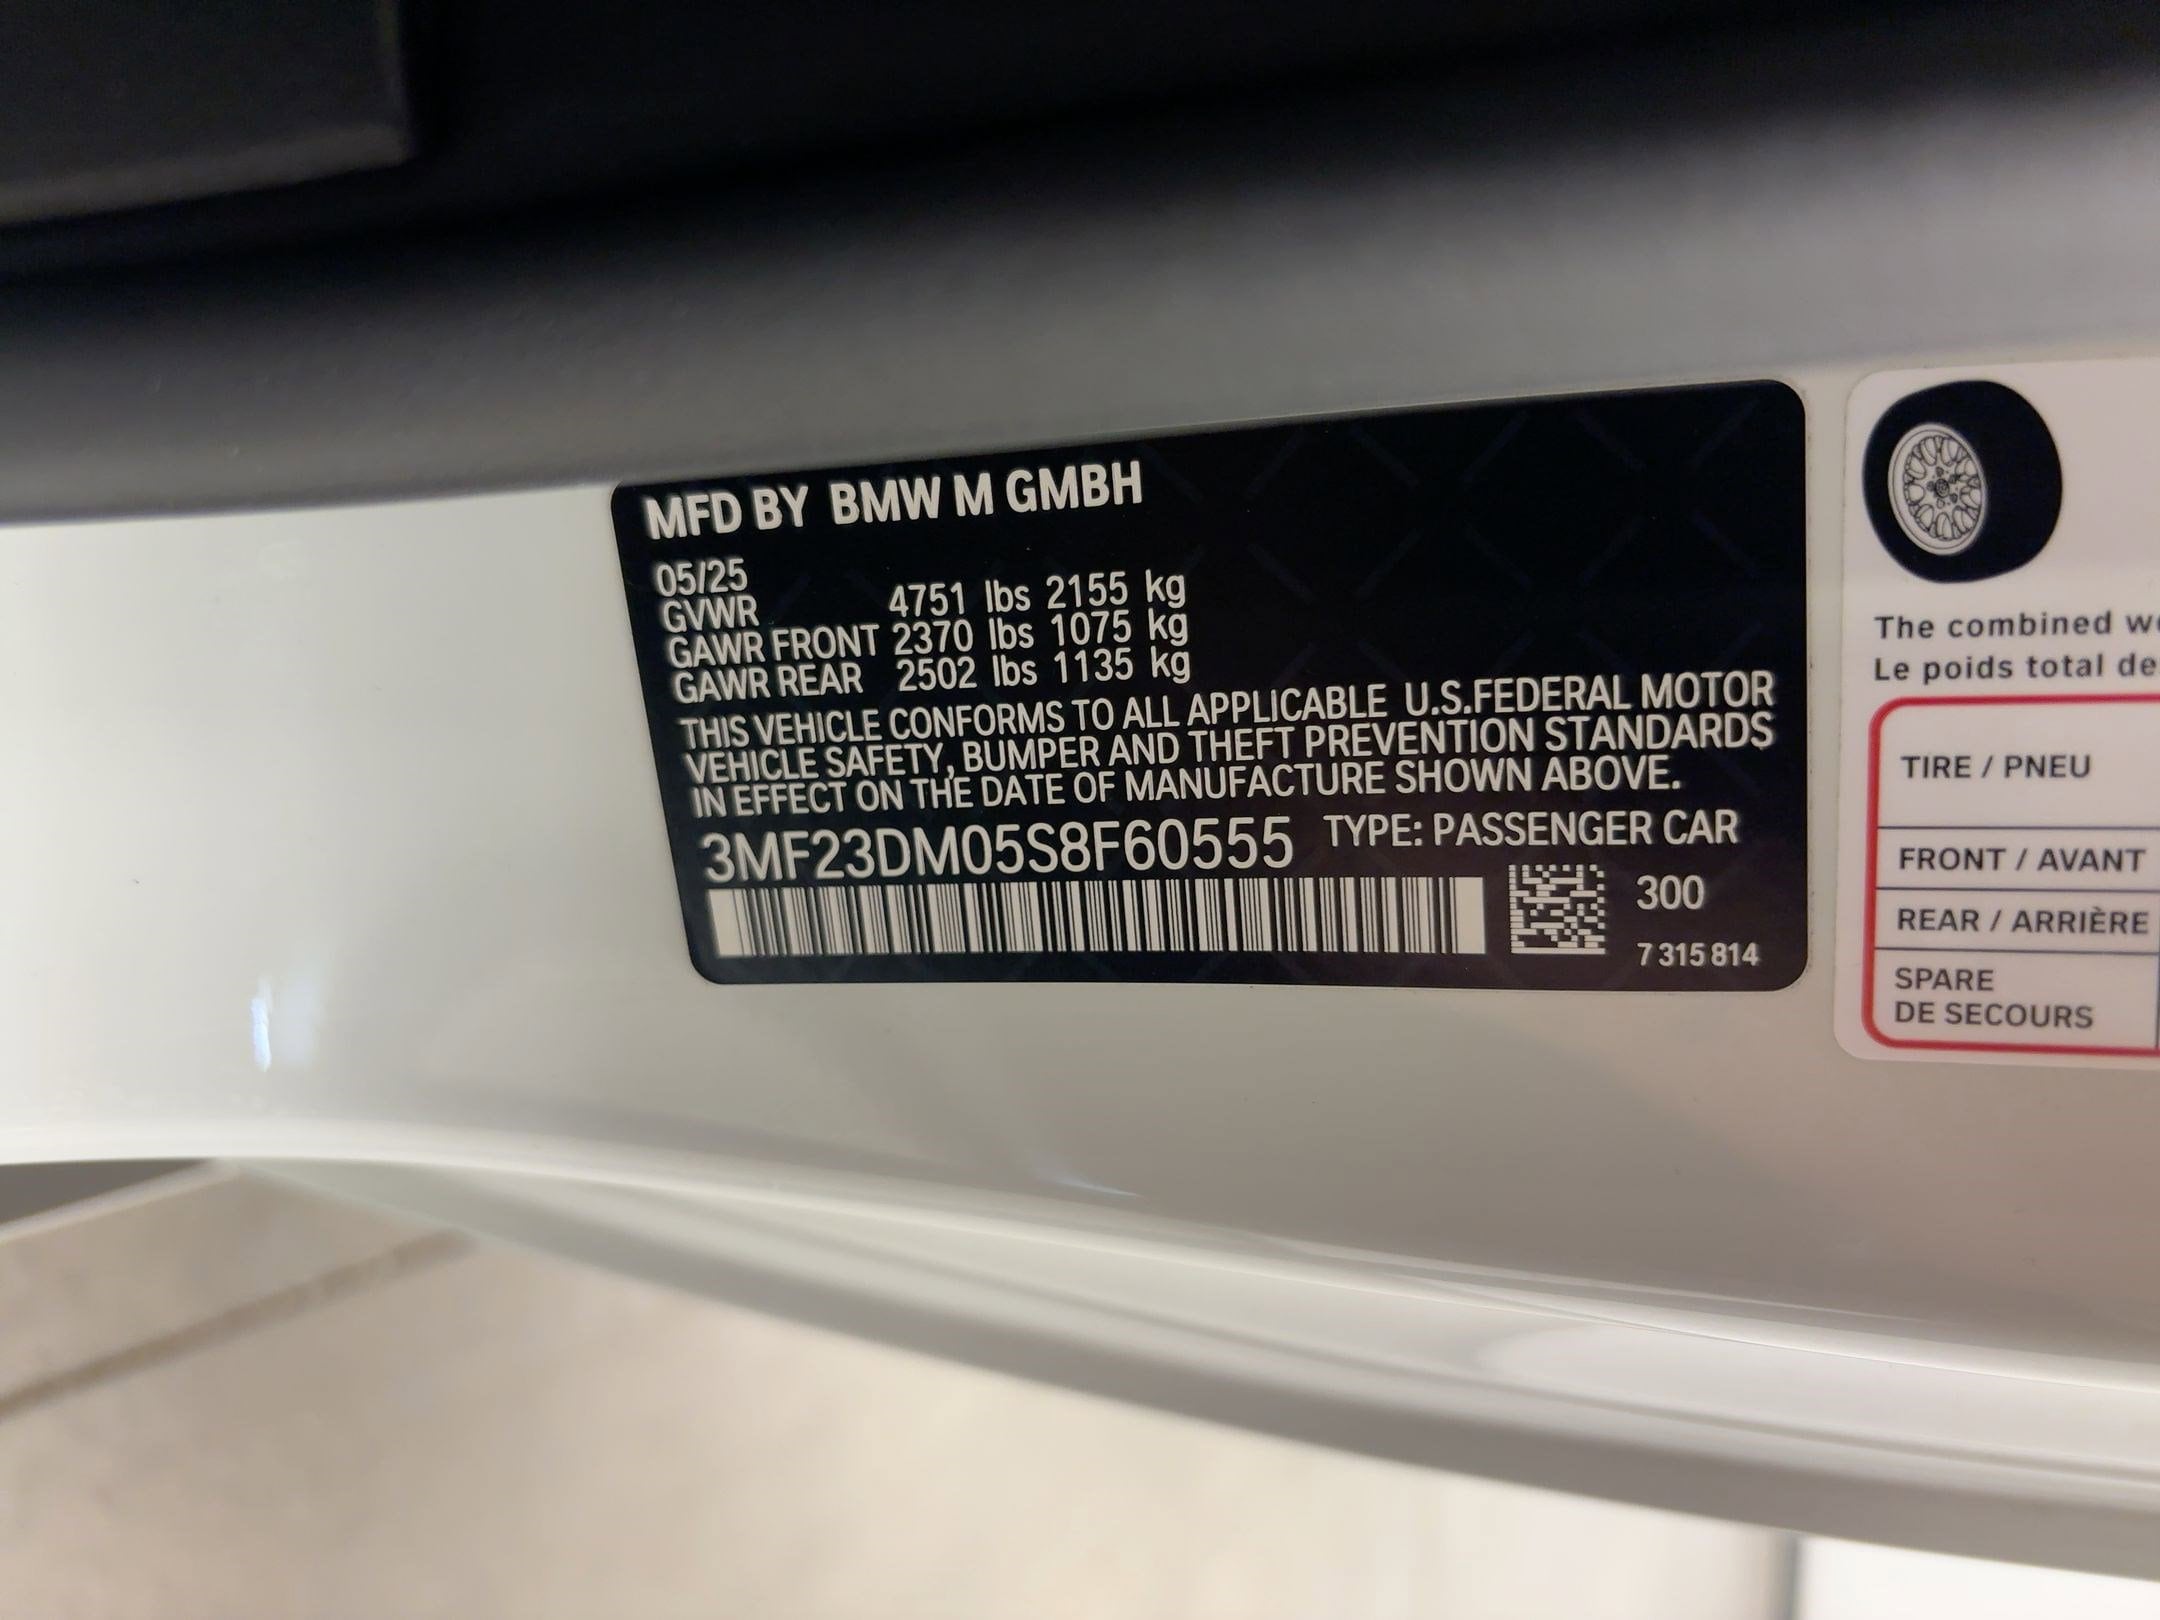 MFD BY BMW M GMBH
05/25
GVWR 4751 lbs 2155 kg
GAWR FRONT 2370 lbs 1075 kg
GAWR REAR 2502 lbs 1135 kg
THIS VEHICLE CONFORMS TO ALL APPLICABLE U.S.FEDERAL MOTOR
VEHICLE SAFETY, BUMPER AND THEFT PREVENTION STANDARDS
IN EFFECT ON THE DATE OF MANUFACTURE SHOWN ABOVE.
3MF23DM05S8F60555 TYPE: PASSENGER CAR
300
7 315 814
The combined
Le poids total de
TIRE / PNEU
FRONT / AVANT
REAR / ARRIÈRE
SPARE
DE SECOURS